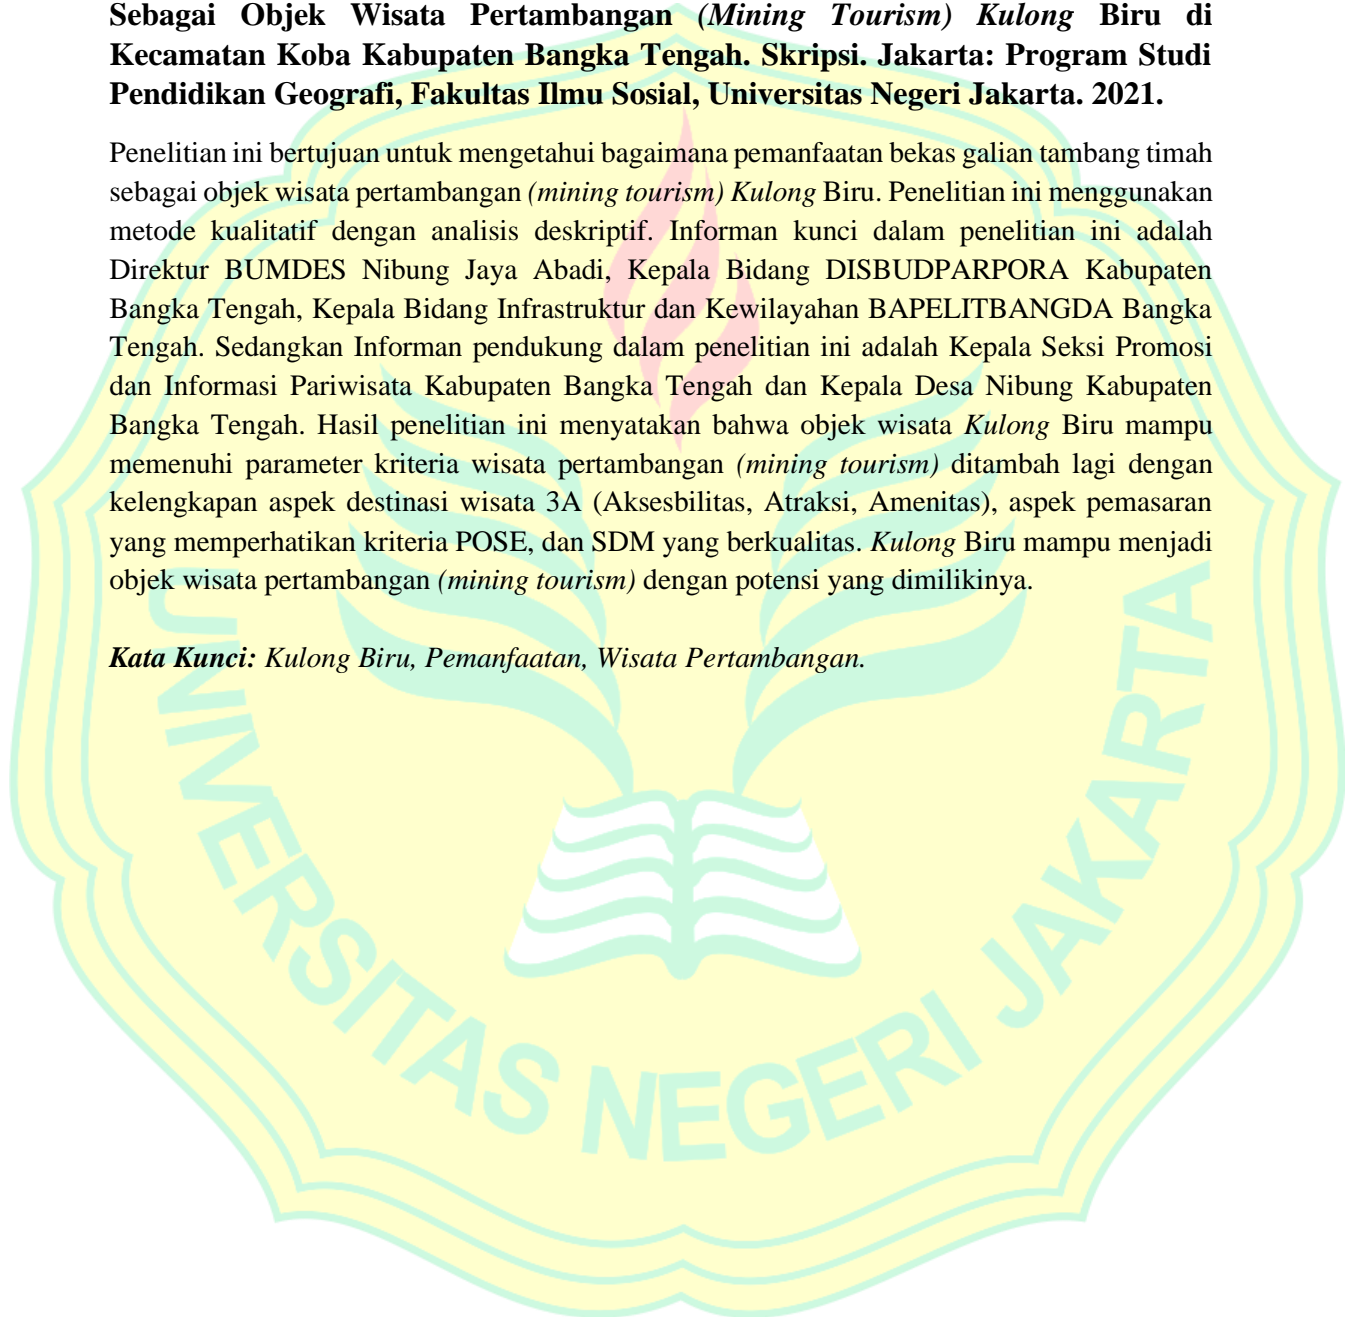 Sebagai Objek Wisata Pertambangan (Mining Tourism) Kulong Biru di
Kecamatan Koba Kabupaten Bangka Tengah. Skripsi. Jakarta: Program Studi
Pendidikan Geografi, Fakultas Ilmu Sosial, Universitas Negeri Jakarta. 2021.
Penelitian ini bertujuan untuk mengetahui bagaimana pemanfaatan bekas galian tambang timah
sebagai objek wisata pertambangan (mining tourism) Kulong Biru. Penelitian ini menggunakan
metode kualitatif dengan analisis deskriptif. Informan kunci dalam penelitian ini adalah
Direktur BUMDES Nibung Jaya Abadi, Kepala Bidang DISBUDPARPORA Kabupaten
Bangka Tengah, Kepala Bidang Infrastruktur dan Kewilayahan BAPELITBANGDA Bangka
Tengah. Sedangkan Informan pendukung dalam penelitian ini adalah Kepala Seksi Promosi
dan Informasi Pariwisata Kabupaten Bangka Tengah dan Kepala Desa Nibung Kabupaten
Bangka Tengah. Hasil penelitian ini menyatakan bahwa objek wisata Kulong Biru mampu
memenuhi parameter kriteria wisata pertambangan (mining tourism) ditambah lagi dengan
kelengkapan aspek destinasi wisata 3A (Aksesbilitas, Atraksi, Amenitas), aspek pemasaran
yang memperhatikan kriteria POSE, dan SDM yang berkualitas. Kulong Biru mampu menjadi
objek wisata pertambangan (mining tourism) dengan potensi yang dimilikinya.
Kata Kunci: Kulong Biru, Pemanfaatan, Wisata Pertambangan.
UNIVERSITAS NEGERI JAKARTA